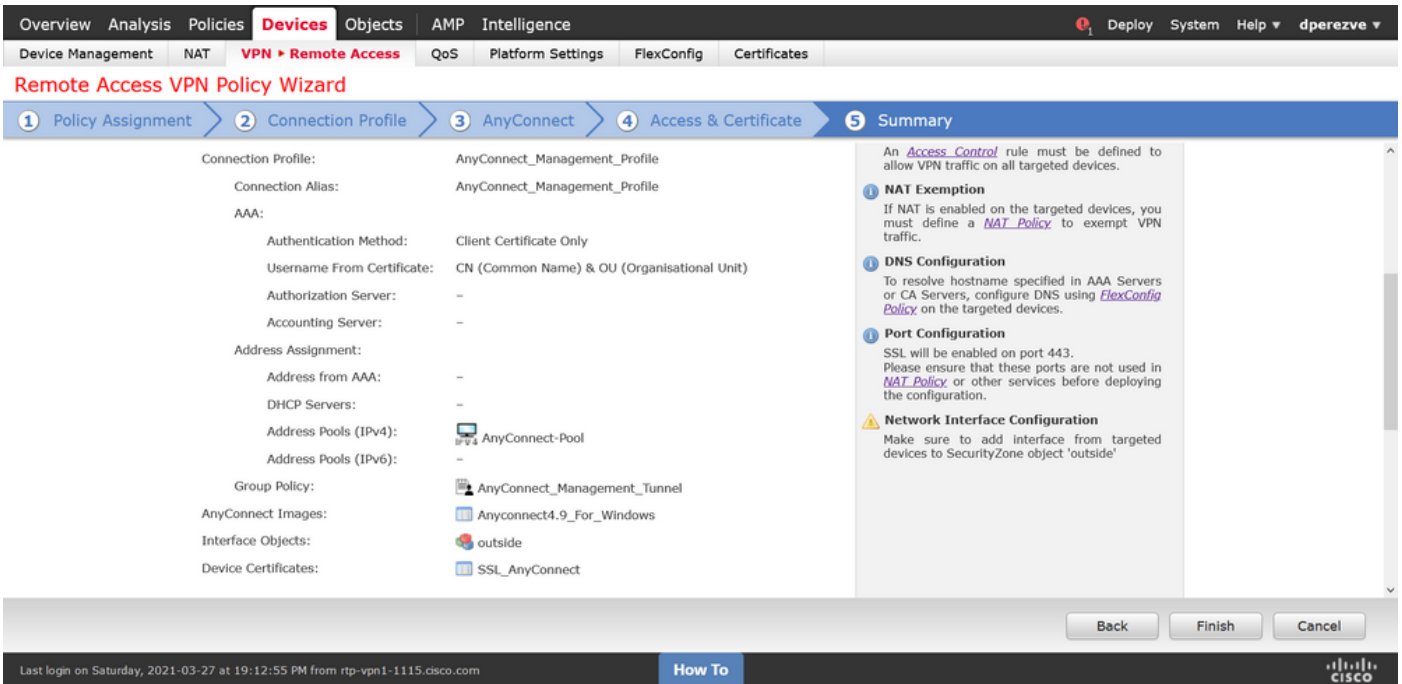 Overview Analysis Policies Devices Objects AMP Intelligence 1 Deploy System Help ▾ dperezve ▾
Device Management NAT VPN ▸ Remote Access QoS Platform Settings FlexConfig Certificates
Remote Access VPN Policy Wizard
1 Policy Assignment 2 Connection Profile 3 AnyConnect 4 Access & Certificate 5 Summary
Connection Profile: AnyConnect_Management_Profile
Connection Alias: AnyConnect_Management_Profile
AAA:
Authentication Method: Client Certificate Only
Username From Certificate: CN (Common Name) & OU (Organisational Unit)
Authorization Server: –
Accounting Server: –
Address Assignment:
Address from AAA: –
DHCP Servers: –
Address Pools (IPv4): IPv4 AnyConnect-Pool
Address Pools (IPv6): –
Group Policy: AnyConnect_Management_Tunnel
AnyConnect Images: Anyconnect4.9_For_Windows
Interface Objects: outside
Device Certificates: SSL_AnyConnect
An Access Control rule must be defined to
allow VPN traffic on all targeted devices.
NAT Exemption
If NAT is enabled on the targeted devices, you
must define a NAT Policy to exempt VPN
traffic.
DNS Configuration
To resolve hostname specified in AAA Servers
or CA Servers, configure DNS using FlexConfig
Policy on the targeted devices.
Port Configuration
SSL will be enabled on port 443.
Please ensure that these ports are not used in
NAT Policy or other services before deploying
the configuration.
Network Interface Configuration
Make sure to add interface from targeted
devices to SecurityZone object 'outside'
Back Finish Cancel
Last login on Saturday, 2021-03-27 at 19:12:55 PM from rtp-vpn1-1115.cisco.com How To CISCO